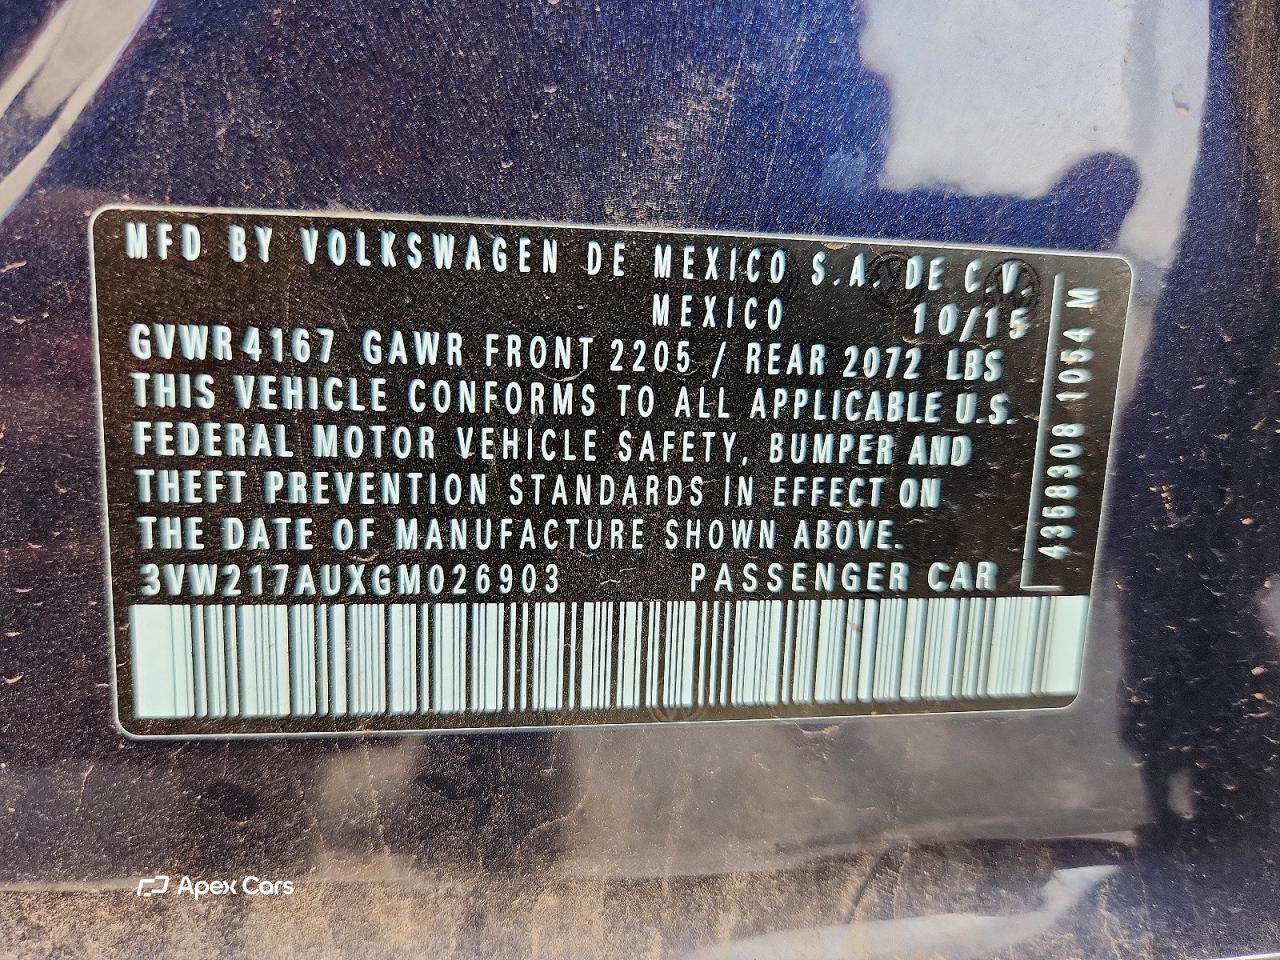 MFD BY VOLKSWAGEN DE MEXICO S.A. DE C.V.
MEXICO 10/15
GVWR 4167 GAWR FRONT 2205 / REAR 2072 LBS
THIS VEHICLE CONFORMS TO ALL APPLICABLE U.S.
FEDERAL MOTOR VEHICLE SAFETY, BUMPER AND
THEFT PREVENTION STANDARDS IN EFFECT ON
THE DATE OF MANUFACTURE SHOWN ABOVE.
3VW217AUXGM026903 PASSENGER CAR
4358308 1054 M
Apex Cars